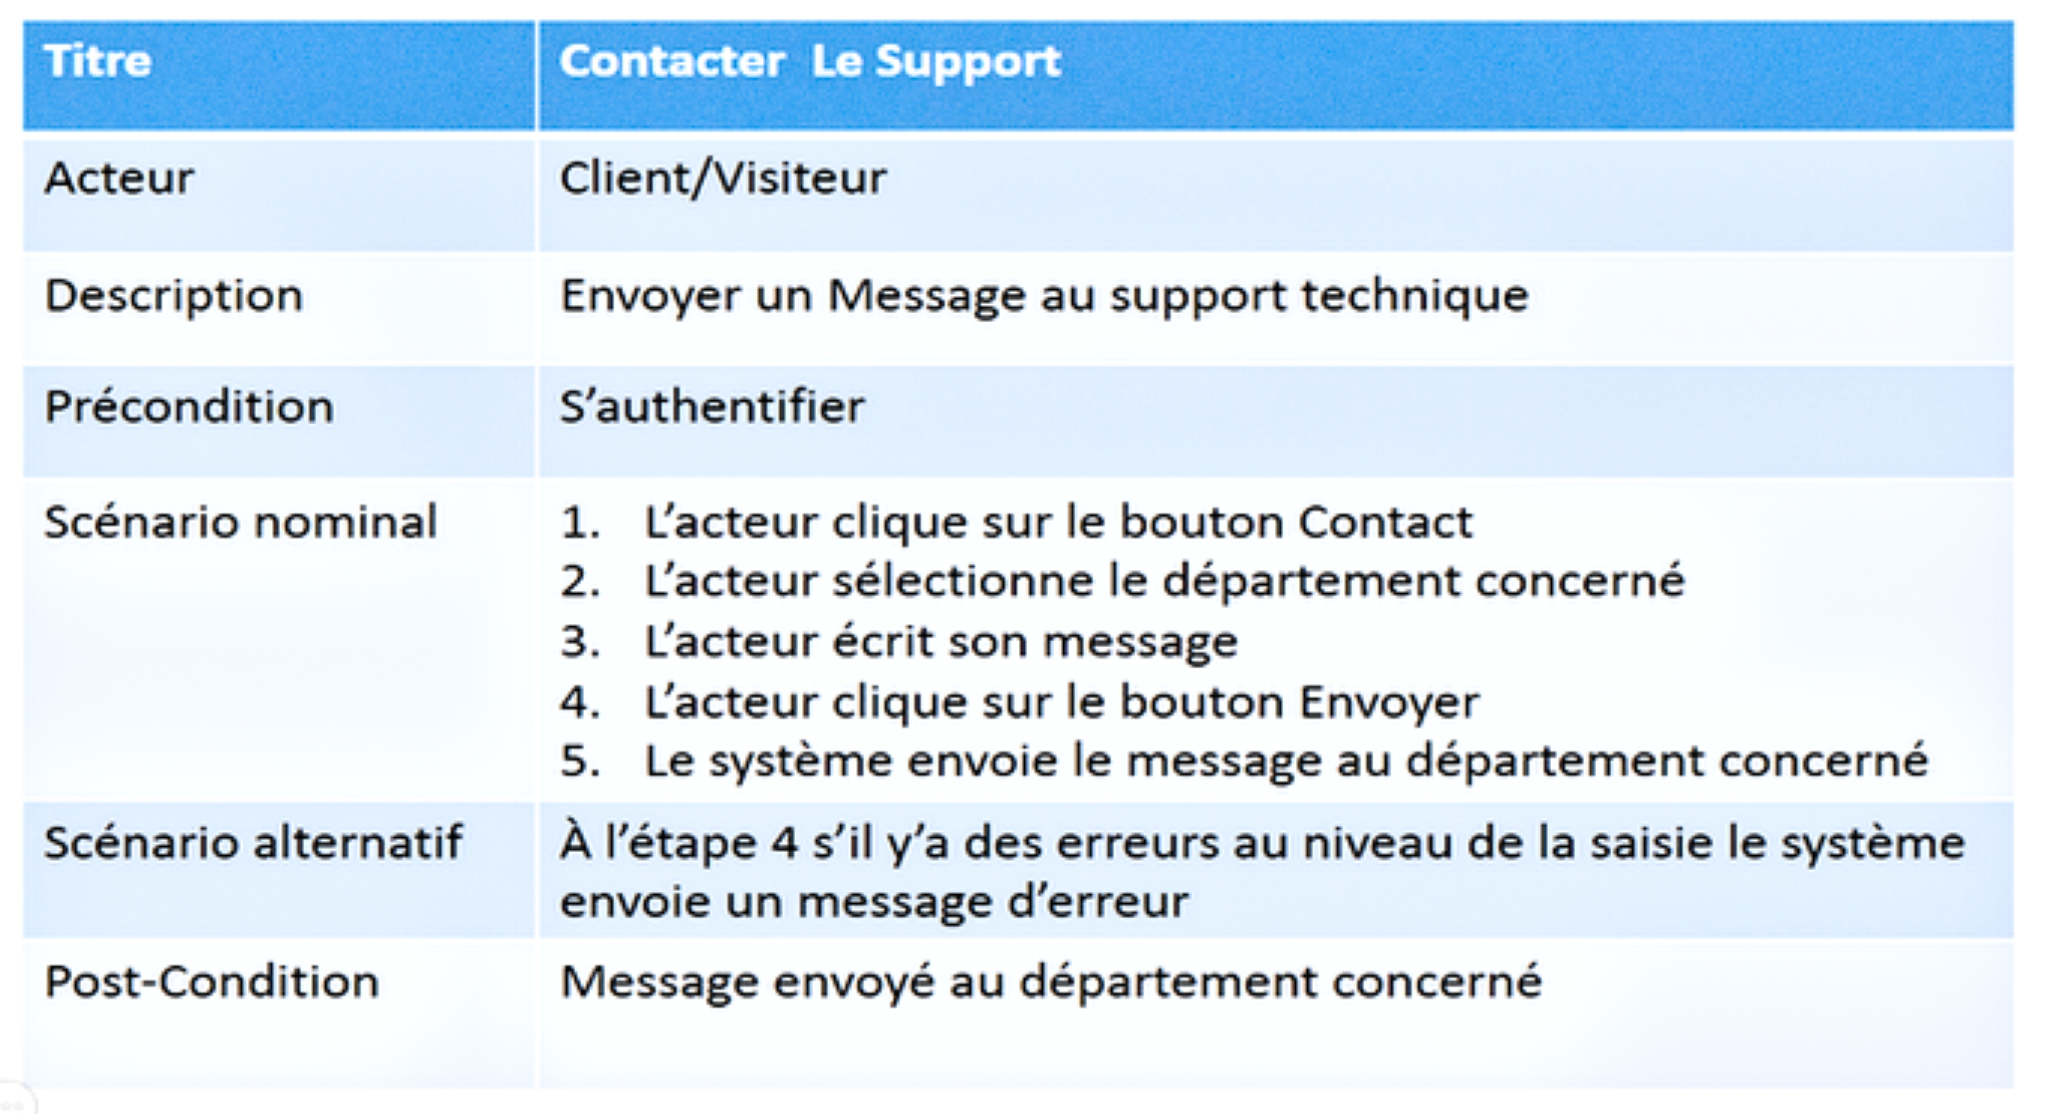 Titre
Contacter  Le Support
Acteur
Client/Visiteur
Description
Envoyer un Message au support technique
Précondition
S’authentifier
Scénario nominal
1. L’acteur clique sur le bouton Contact
2. L’acteur sélectionne le département concerné
3. L’acteur écrit son message
4. L’acteur clique sur le bouton Envoyer
5. Le système envoie le message au département concerné
Scénario alternatif
À l’étape 4 s’il y’a des erreurs au niveau de la saisie le système
envoie un message d’erreur
Post-Condition
Message envoyé au département concerné